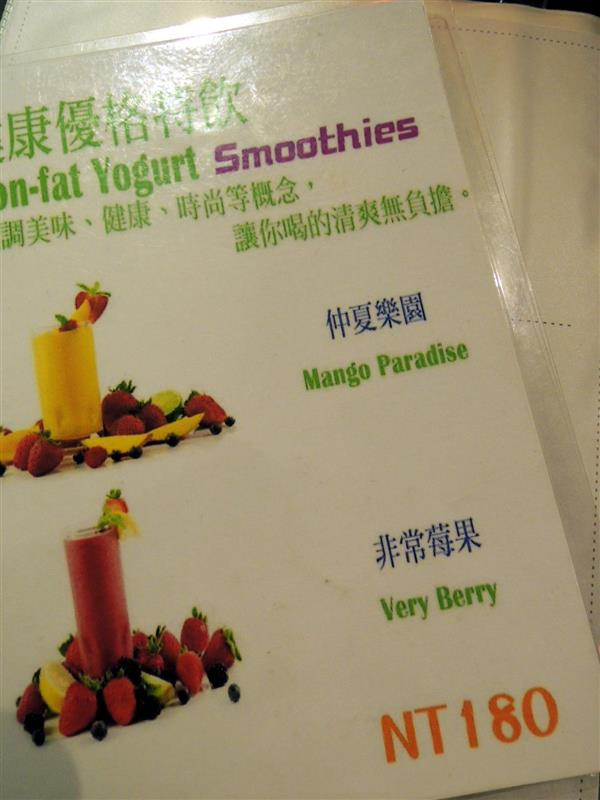 康優格特飲
on-fat Yogurt Smoothies
調美味、健康、時尚等概念，
讓你喝的清爽無負擔。
仲夏樂園
Mango Paradise
非常莓果
Very Berry
NT180